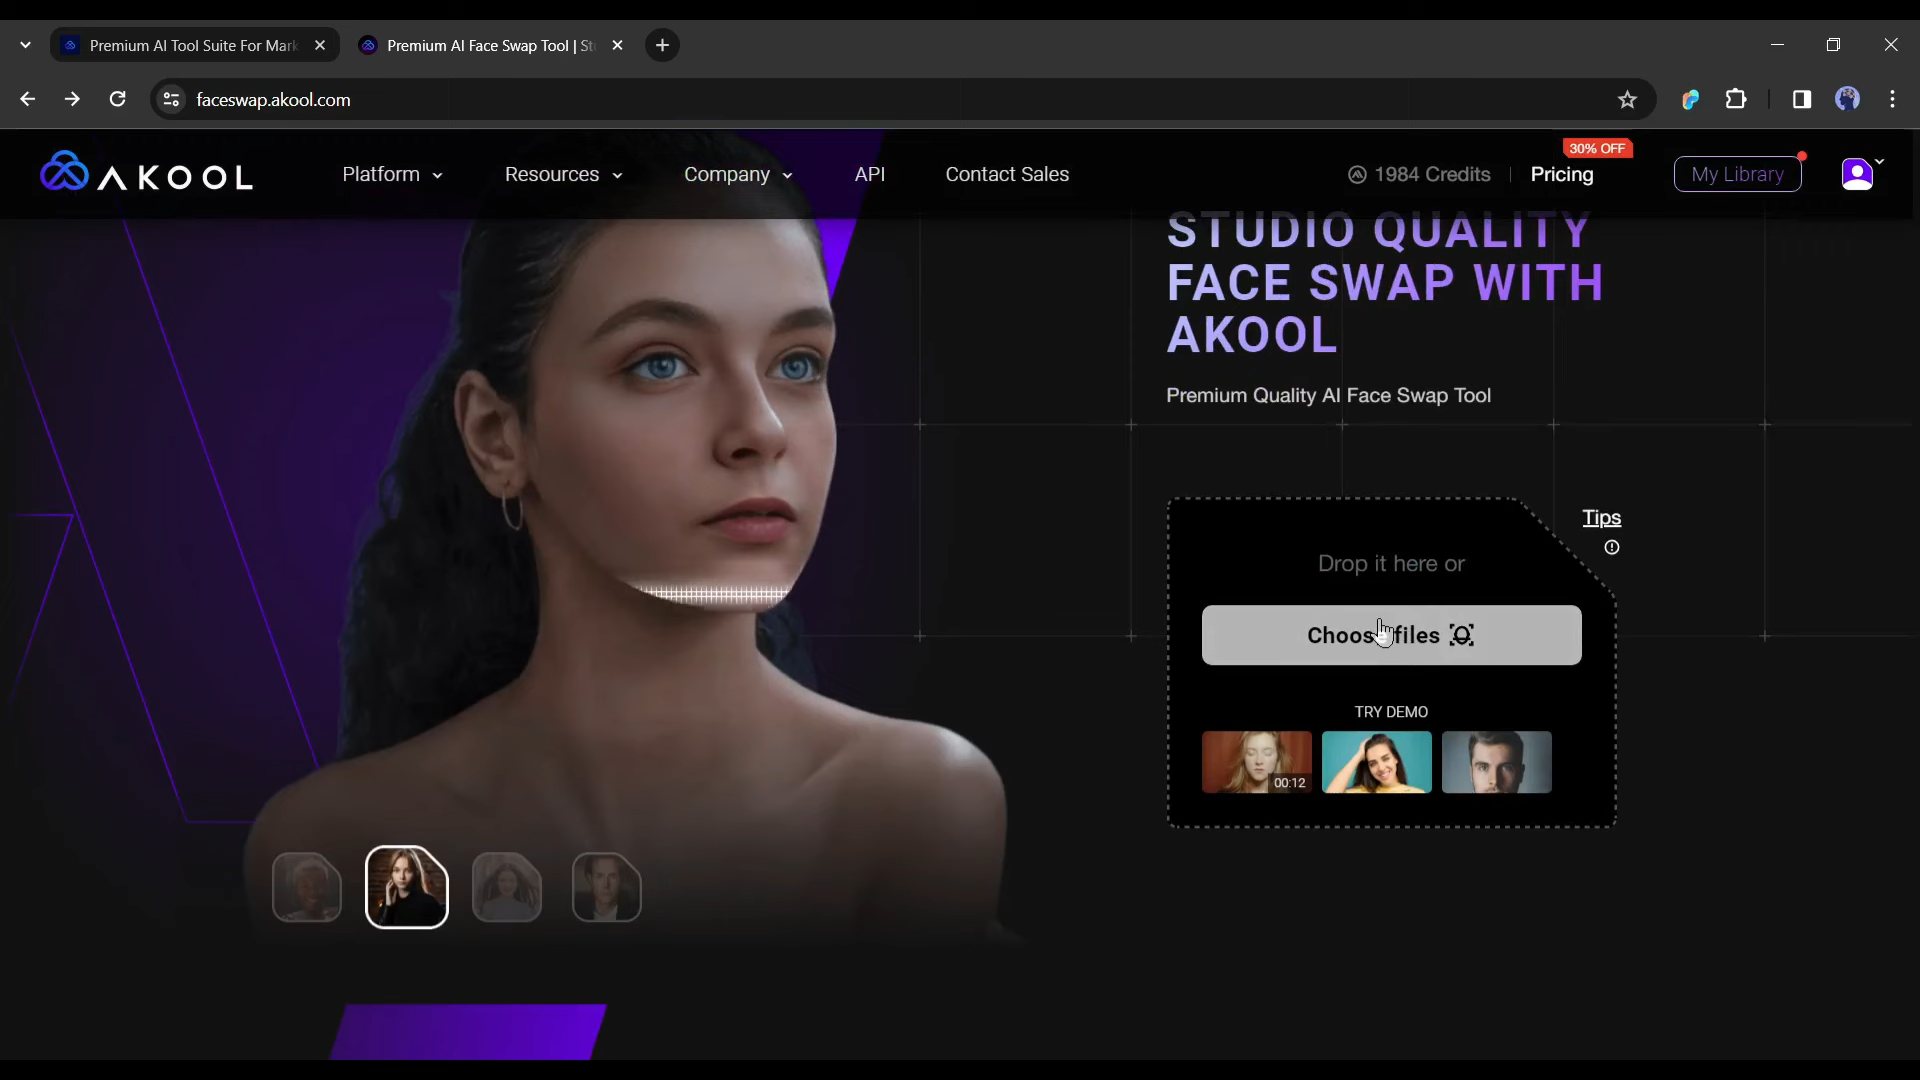 Premium AI Tool Suite For Mark
Premium AI Face Swap Tool | St
faceswap.akool.com
AKOOL
Platform
Resources
Company
API
Contact Sales
1984 Credits
Pricing
30% OFF
My Library
STUDIO QUALITY
FACE SWAP WITH
AKOOL
Premium Quality AI Face Swap Tool
Tips
Drop it here or
Choose files
TRY DEMO
00:12